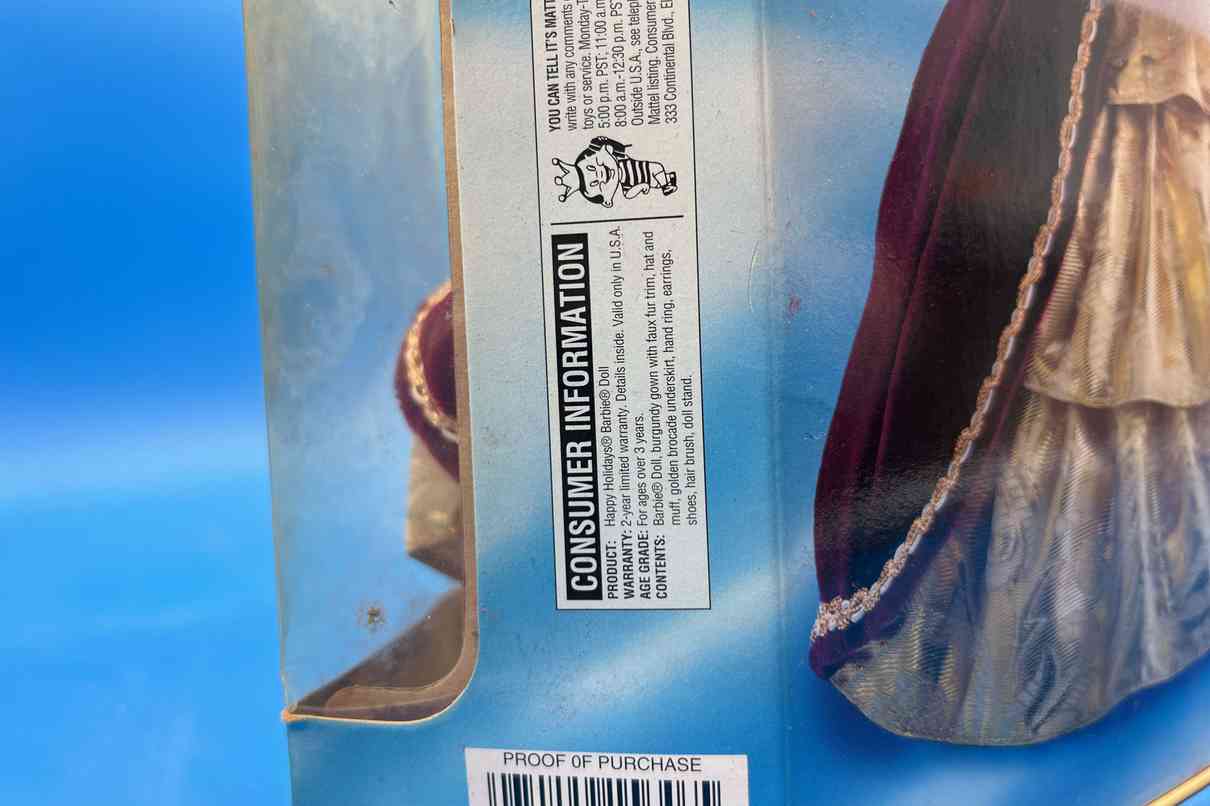 YOU CAN TELL IT'S MATT
write with any comments
toys or service. Monday-T
5:00 p.m. PST; 11:00 a.m
8:00 a.m.-12:30 p.m. PS
Outside U.S.A., see telep
Mattel listing. Consumer
333 Continental Blvd., El
CONSUMER INFORMATION
PRODUCT: Happy Holidays® Barbie® Doll
WARRANTY: 2-year limited warranty. Details inside. Valid only in U.S.A.
AGE GRADE: For ages over 3 years.
CONTENTS: Barbie® Doll, burgundy gown with faux fur trim, hat and
muff, golden brocade underskirt, hand ring, earrings,
shoes, hair brush, doll stand.
PROOF OF PURCHASE